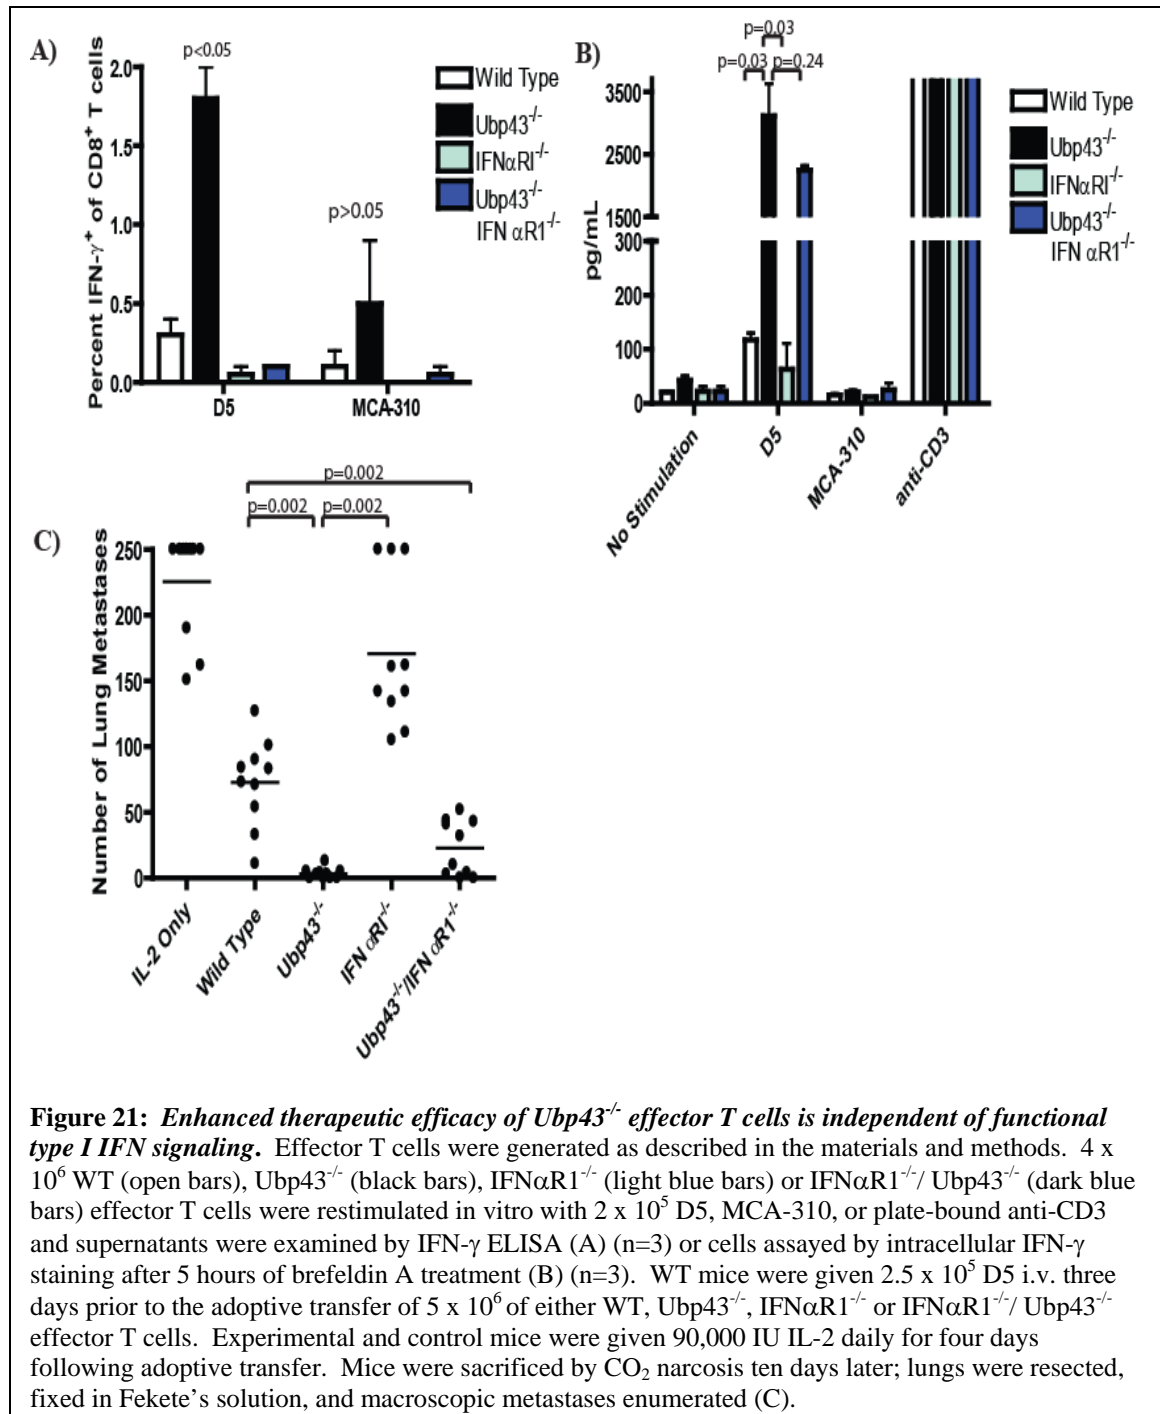 A)
p<0.05
Percent IFN-γ⁺ of CD8⁺ T cells
2.0
1.5
1.0
0.5
0.0
p>0.05
D5
MCA-310
Wild Type
Ubp43⁻/⁻
IFNαRI⁻/⁻
Ubp43⁻/⁻
IFN αR1⁻/⁻
B)
p=0.03
p=0.03
p=0.24
pg/mL
3500
2500
1500
300
200
100
0
No Stimulation
D5
MCA-310
anti-CD3
Wild Type
Ubp43⁻/⁻
IFNαRI⁻/⁻
Ubp43⁻/⁻
IFN αR1⁻/⁻
C)
p=0.002
p=0.002
p=0.002
Number of Lung Metastases
250
200
150
100
50
0
IL-2 Only
Wild Type
Ubp43⁻/⁻
IFN αRI⁻/⁻
Ubp43⁻/⁻/IFN αR1⁻/⁻
Figure 21: Enhanced therapeutic efficacy of Ubp43⁻/⁻ effector T cells is independent of functional
type I IFN signaling. Effector T cells were generated as described in the materials and methods. 4 x
10⁶ WT (open bars), Ubp43⁻/⁻ (black bars), IFNαR1⁻/⁻ (light blue bars) or IFNαR1⁻/⁻/ Ubp43⁻/⁻ (dark blue
bars) effector T cells were restimulated in vitro with 2 x 10⁵ D5, MCA-310, or plate-bound anti-CD3
and supernatants were examined by IFN-γ ELISA (A) (n=3) or cells assayed by intracellular IFN-γ
staining after 5 hours of brefeldin A treatment (B) (n=3). WT mice were given 2.5 x 10⁵ D5 i.v. three
days prior to the adoptive transfer of 5 x 10⁶ of either WT, Ubp43⁻/⁻, IFNαR1⁻/⁻ or IFNαR1⁻/⁻/ Ubp43⁻/⁻
effector T cells. Experimental and control mice were given 90,000 IU IL-2 daily for four days
following adoptive transfer. Mice were sacrificed by CO₂ narcosis ten days later; lungs were resected,
fixed in Fekete's solution, and macroscopic metastases enumerated (C).